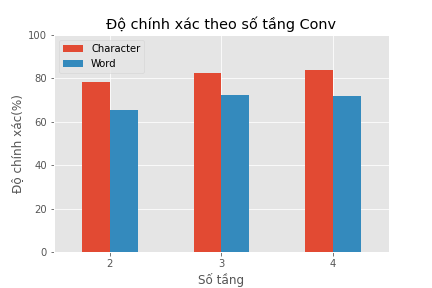 Độ chính xác theo số tầng Conv
Character
Word
Độ chính xác(%)
100
80
60
40
20
0
2
3
4
Số tầng